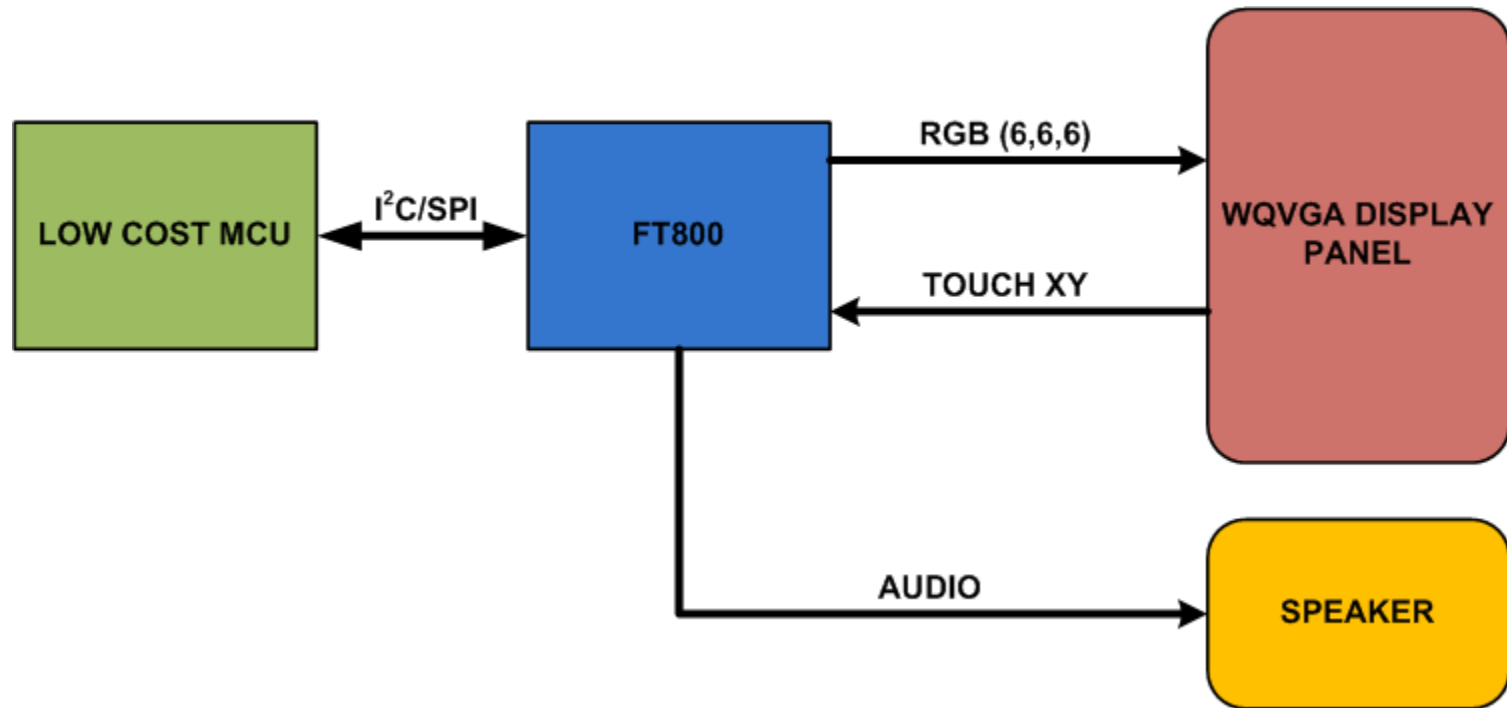 LOW COST MCU
I²C/SPI
FT800
RGB (6,6,6)
TOUCH XY
WQVGA DISPLAY
PANEL
AUDIO
SPEAKER